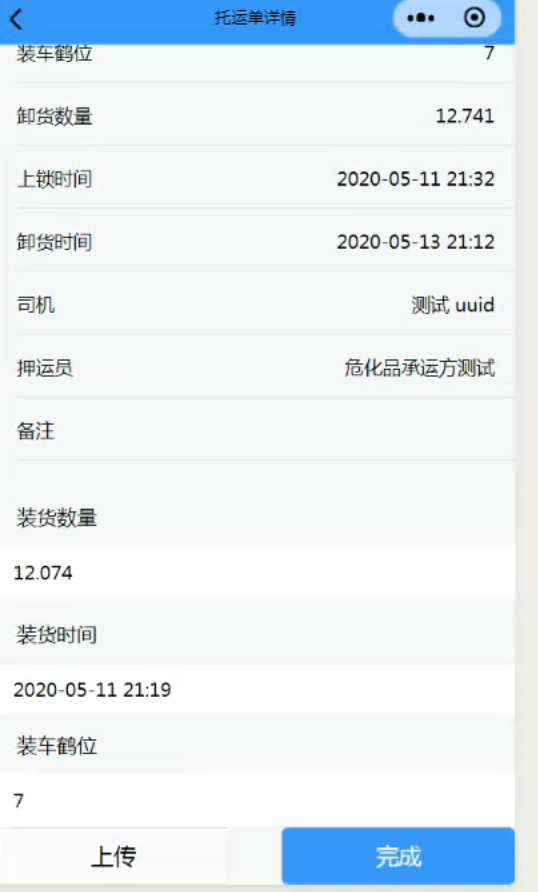 托运单详情
装车鹤位 7
卸货数量 12.741
上锁时间 2020-05-11 21:32
卸货时间 2020-05-13 21:12
司机 测试 uuid
押运员 危化品承运方测试
备注
装货数量
12.074
装货时间
2020-05-11 21:19
装车鹤位
7
上传 完成